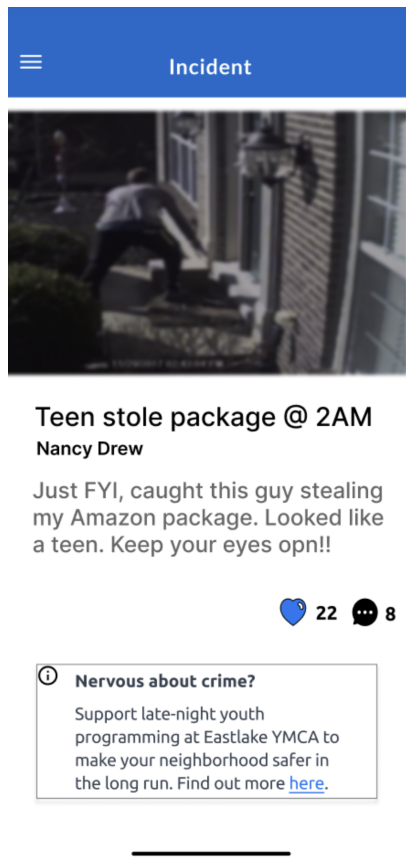 Incident
Teen stole package @ 2AM
Nancy Drew
Just FYI, caught this guy stealing
my Amazon package. Looked like
a teen. Keep your eyes opn!!
22 8
Nervous about crime?
Support late-night youth
programming at Eastlake YMCA to
make your neighborhood safer in
the long run. Find out more here.